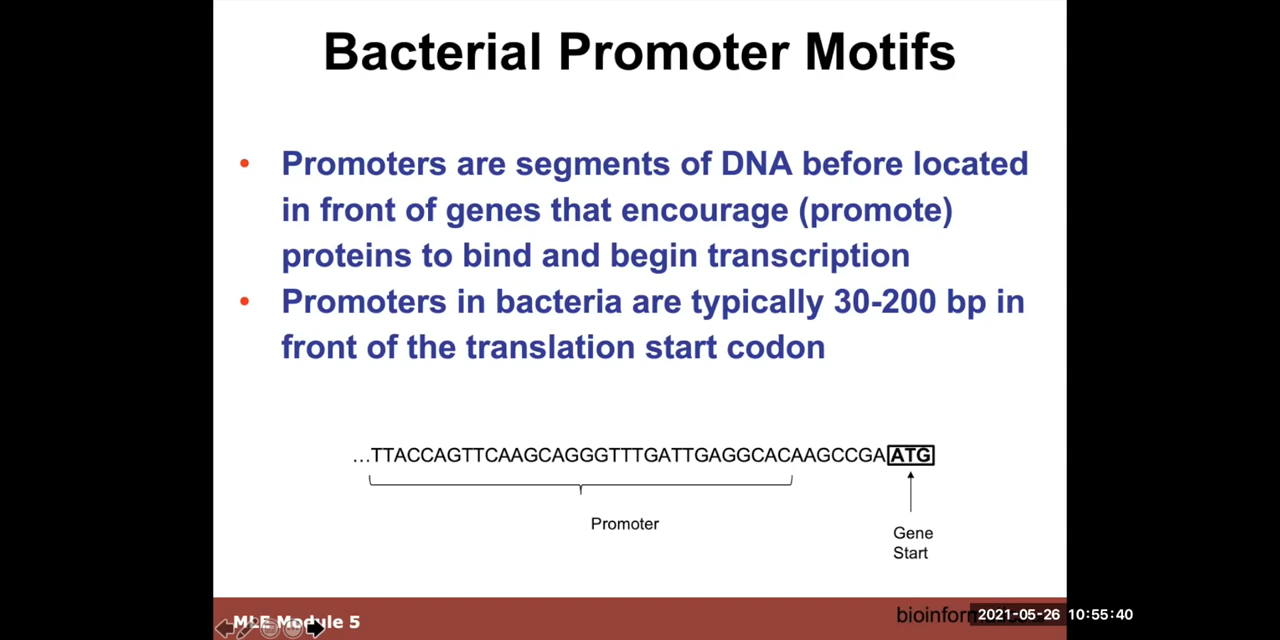 Bacterial Promoter Motifs
• Promoters are segments of DNA before located
in front of genes that encourage (promote)
proteins to bind and begin transcription
• Promoters in bacteria are typically 30-200 bp in
front of the translation start codon
...TTACCAGTTCAAGCAGGGTTTGATTGAGGCACAAGCCGAATG
Promoter
Gene
Start
MLE Module 5
2021-05-26 10:55:40